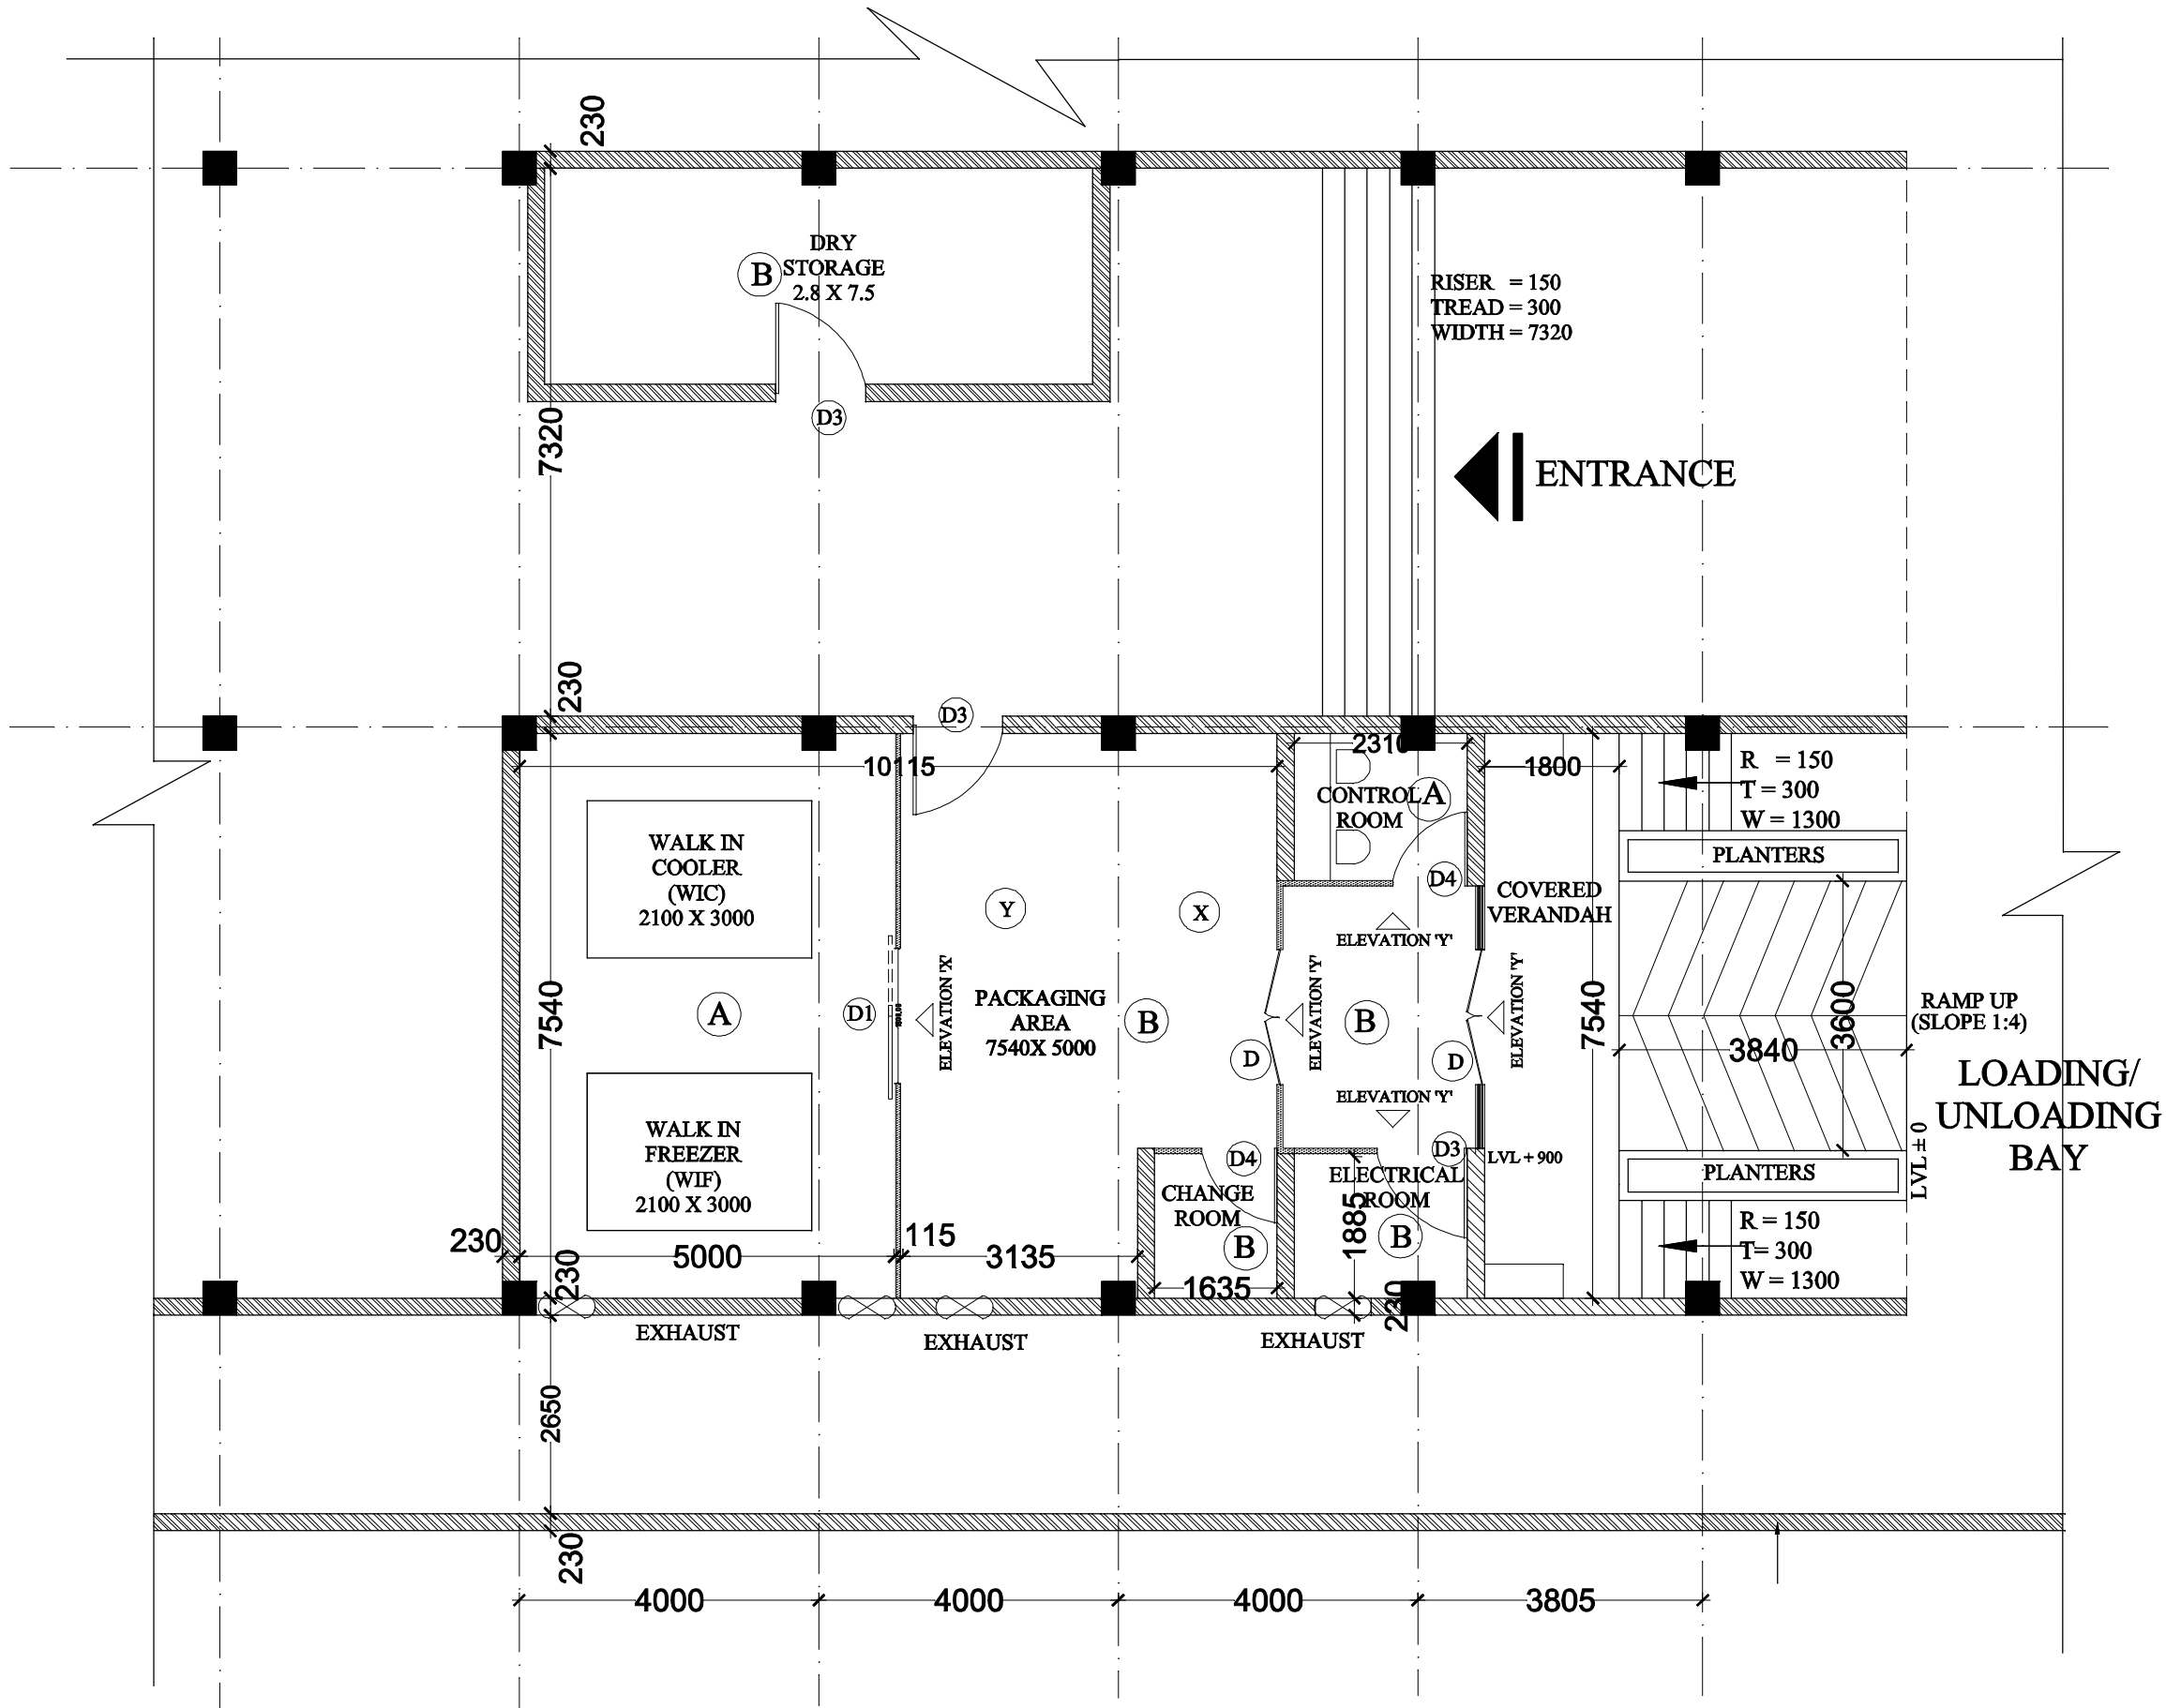 230
DRY
STORAGE
2.8 X 7.5
B
RISER = 150
TREAD = 300
WIDTH = 7320
D3
7320
ENTRANCE
230
D3
2310
10115
1800
R = 150
T = 300
W = 1300
CONTROL
ROOM
A
WALK IN
COOLER
(WIC)
2100 X 3000
PLANTERS
D4
COVERED
VERANDAH
Y
X
ELEVATION 'Y'
7540
A
D1
ELEVATION 'X'
PACKAGING
AREA
7540X 5000
B
ELEVATION 'Y'
B
ELEVATION 'Y'
7540
3600
3840
RAMP UP
(SLOPE 1:4)
D
D
LOADING/
UNLOADING
BAY
ELEVATION 'Y'
WALK IN
FREEZER
(WIF)
2100 X 3000
D4
D3
LVL + 900
PLANTERS
LVL ± 0
CHANGE
ROOM
B
ELECTRICAL
ROOM
B
1885
R = 150
T= 300
W = 1300
230
5000
115
3135
230
1635
230
EXHAUST
EXHAUST
EXHAUST
2650
230
4000
4000
4000
3805